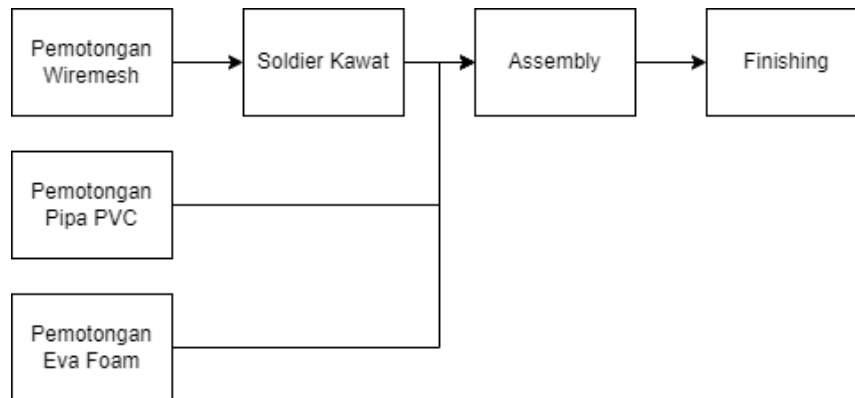 Pemotongan
Wiremesh
Soldier Kawat
Assembly
Finishing
Pemotongan
Pipa PVC
Pemotongan
Eva Foam